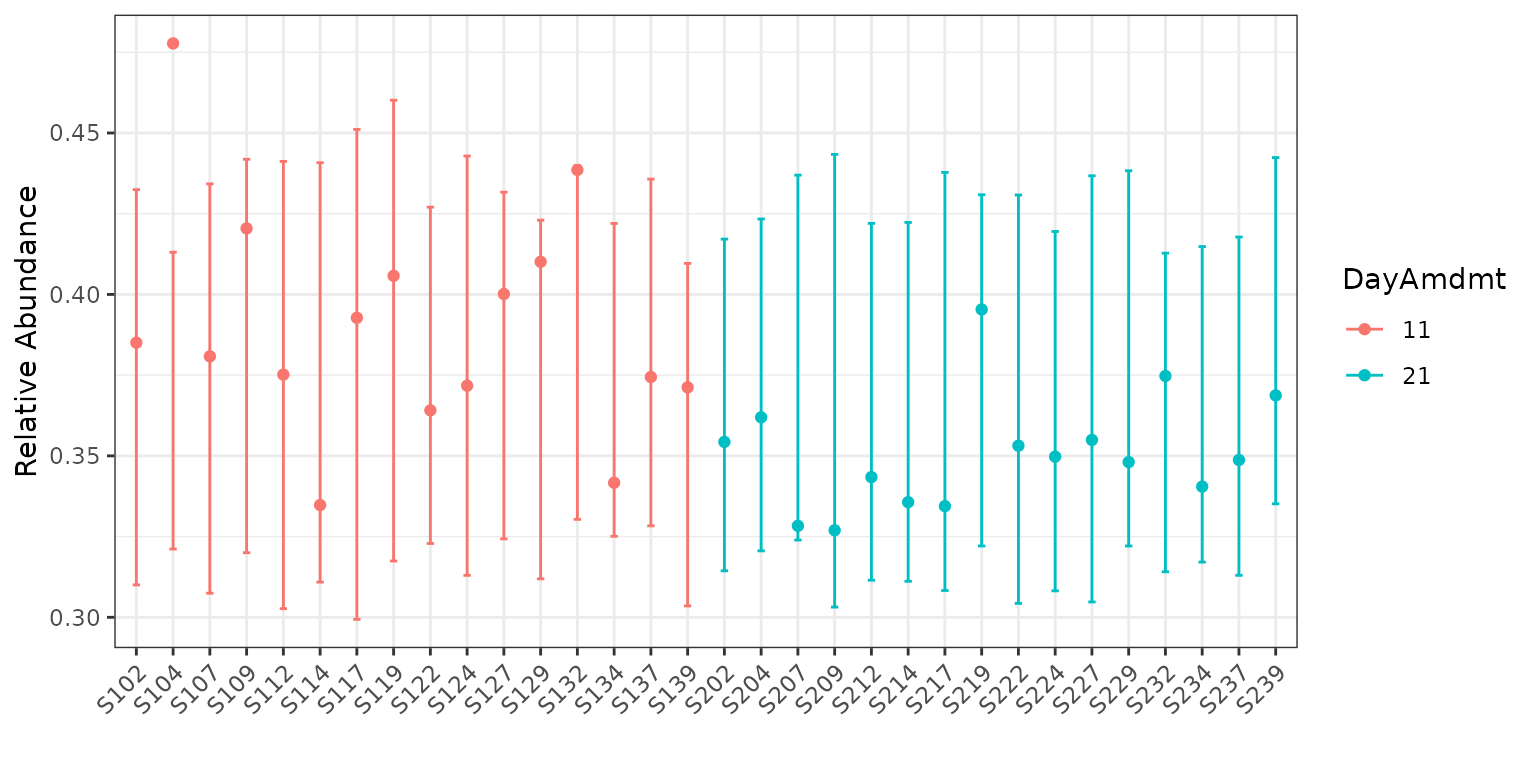 Relative Abundance
0.45
0.40
0.35
0.30
S102
S104
S107
S109
S112
S114
S117
S119
S122
S124
S127
S129
S132
S134
S137
S139
S202
S204
S207
S209
S212
S214
S217
S219
S222
S224
S227
S229
S232
S234
S237
S239
DayAmdmt
11
21